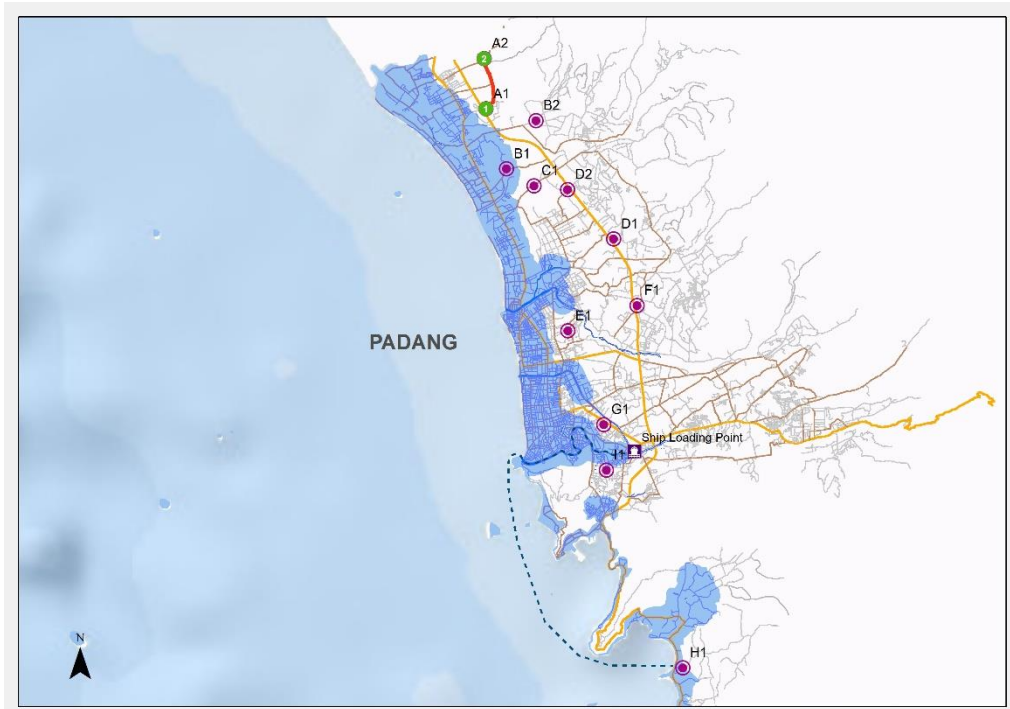 A2
2
A1
1
B2
B1
C1
D2
D1
F1
E1
PADANG
G1
Ship Loading Point
I1
N
H1